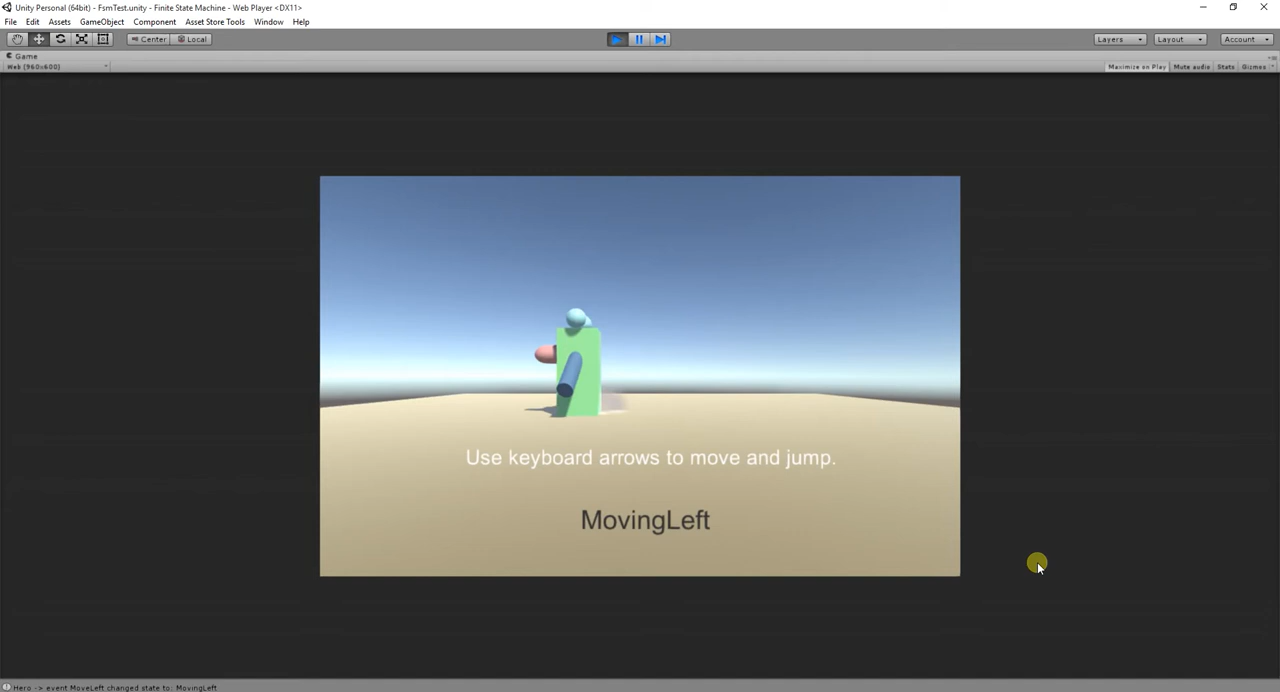 Unity Personal (64bit) - FsmTest.unity - Finite State Machine - Web Player <DX11>
File Edit Assets GameObject Component Asset Store Tools Window Help
Center Local Layers Layout Account
Game
Web (960x600) Maximize on Play Mute audio Stats Gizmos
Use keyboard arrows to move and jump.
MovingLeft
Hero -> event MoveLeft changed state to: MovingLeft